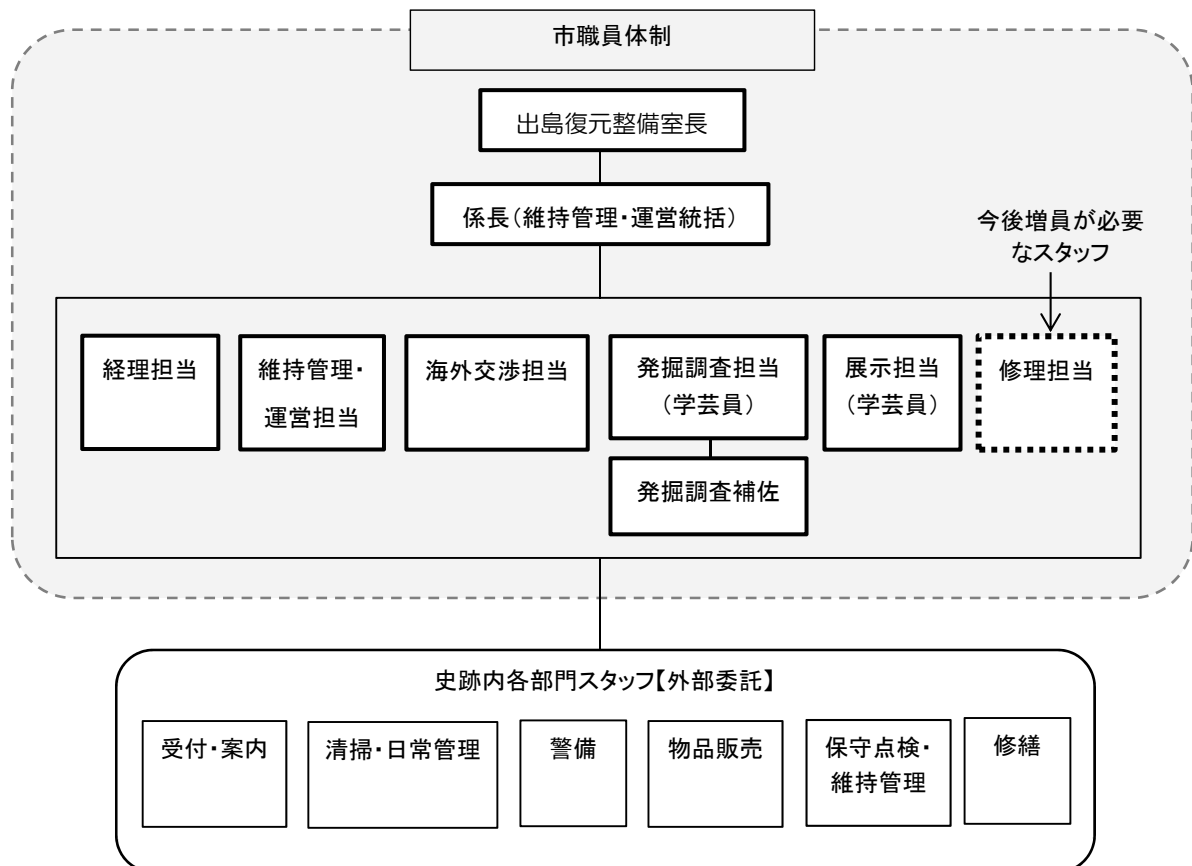 市職員体制
出島復元整備室長
係長(維持管理・運営統括)
今後増員が必要
なスタッフ
経理担当
維持管理・
運営担当
海外交渉担当
発掘調査担当
(学芸員)
発掘調査補佐
展示担当
(学芸員)
修理担当
史跡内各部門スタッフ【外部委託】
受付・案内
清掃・日常管理
警備
物品販売
保守点検・
維持管理
修繕